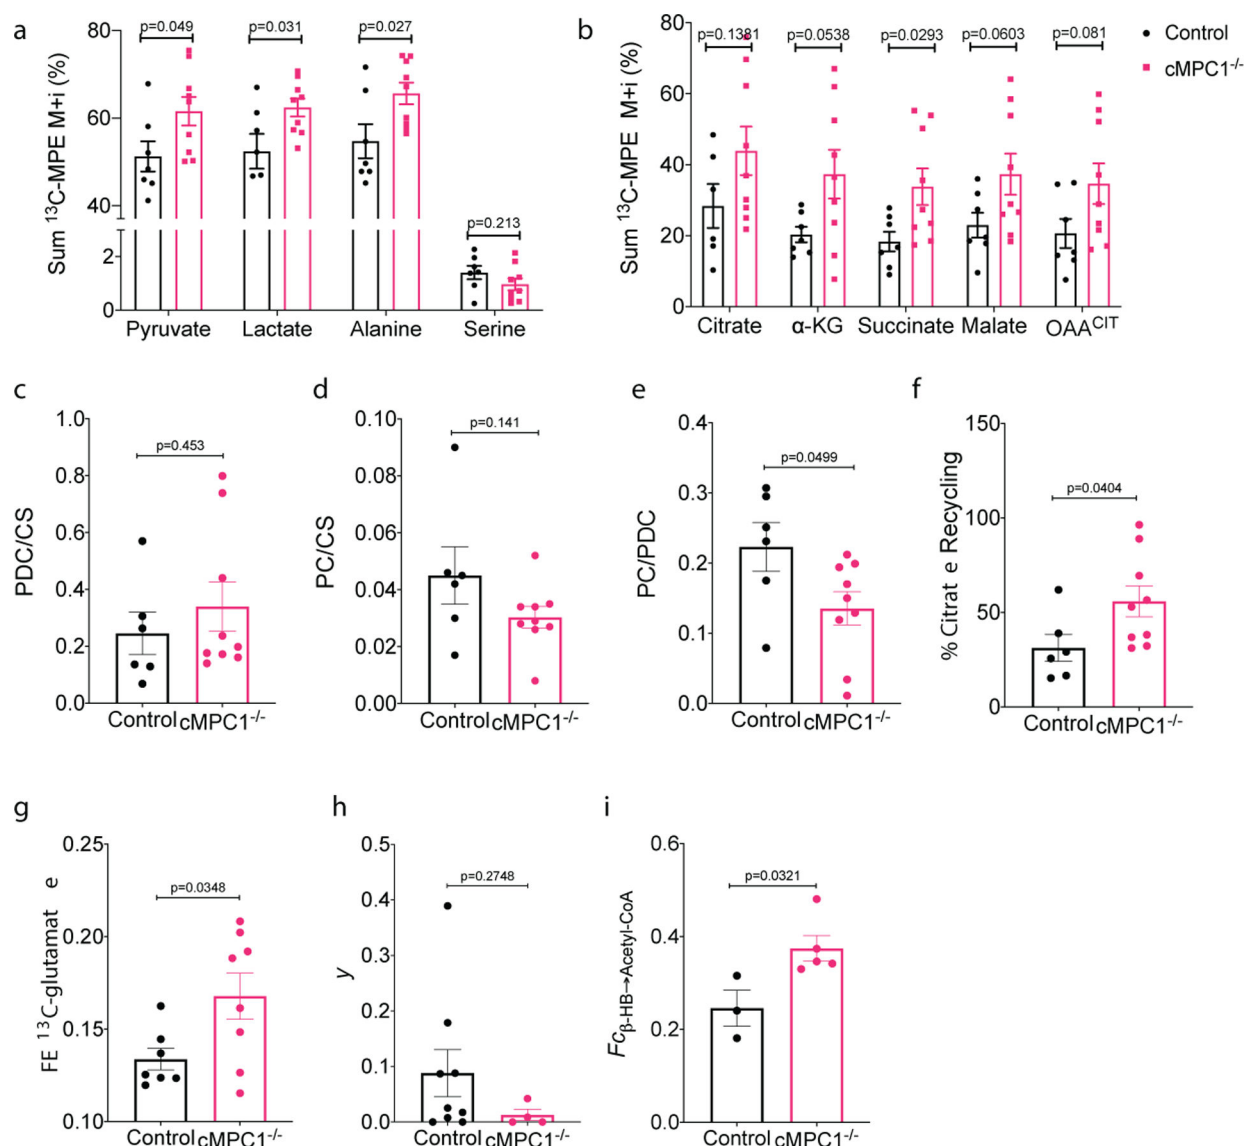 a
Sum ¹³C-MPE M+i (%)
80
60
40
2
0
p=0.049
p=0.031
p=0.027
p=0.213
Pyruvate
Lactate
Alanine
Serine
b
Sum ¹³C-MPE M+i (%)
80
60
40
20
0
p=0.1381
p=0.0538
p=0.0293
p=0.0603
p=0.081
Citrate
α-KG
Succinate
Malate
OAA^CIT
Control
cMPC1⁻/⁻
c
PDC/CS
1.0
0.8
0.6
0.4
0.2
0.0
p=0.453
Control cMPC1⁻/⁻
d
PC/CS
0.10
0.08
0.06
0.04
0.02
0.00
p=0.141
Control cMPC1⁻/⁻
e
PC/PDC
0.4
0.3
0.2
0.1
0.0
p=0.0499
Control cMPC1⁻/⁻
f
% Citrat e Recycling
150
100
50
0
p=0.0404
Control cMPC1⁻/⁻
g
FE ¹³C-glutamat e
0.25
0.20
0.15
0.10
p=0.0348
Control cMPC1⁻/⁻
h
y
0.5
0.4
0.3
0.2
0.1
0.0
p=0.2748
Control cMPC1⁻/⁻
i
Fcβ-HB→Acetyl-CoA
0.6
0.4
0.2
0.0
p=0.0321
Control cMPC1⁻/⁻